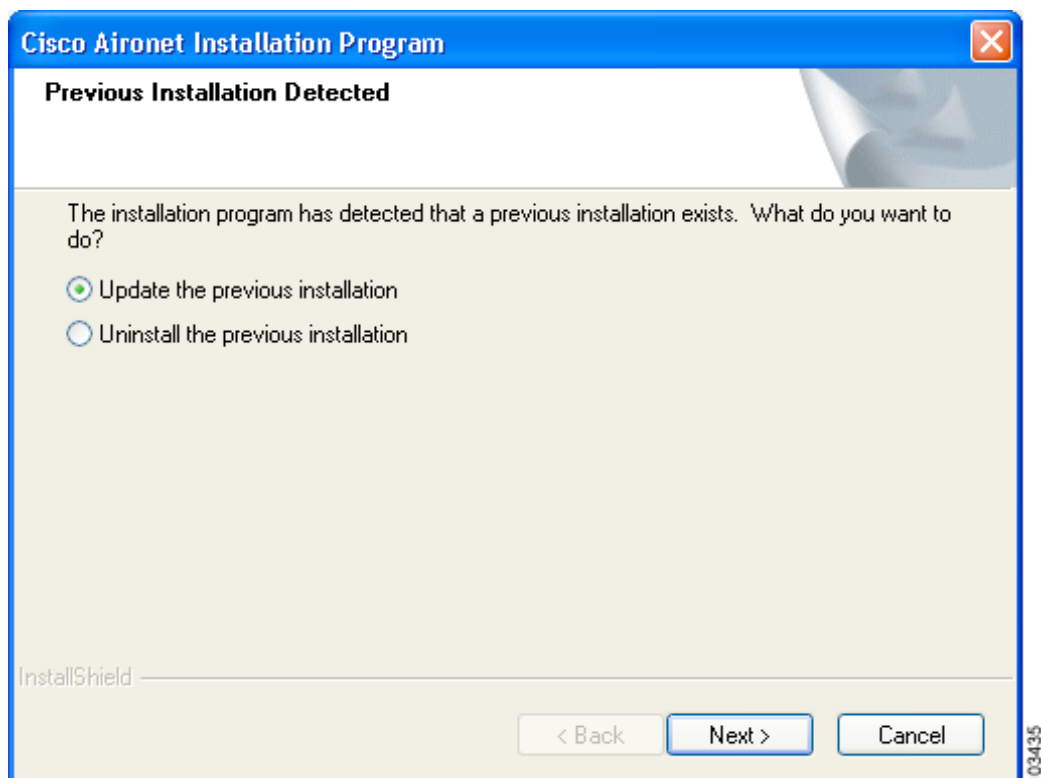 Cisco Aironet Installation Program
Previous Installation Detected
The installation program has detected that a previous installation exists. What do you want to
do?
Update the previous installation
Uninstall the previous installation
InstallShield
< Back Next > Cancel
03435